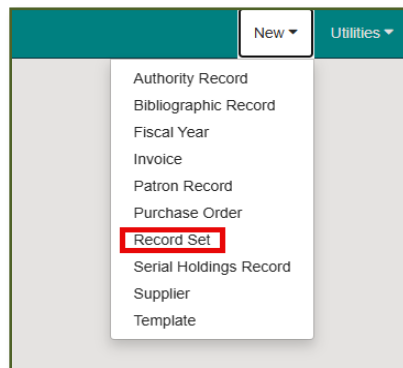 New Utilities
Authority Record
Bibliographic Record
Fiscal Year
Invoice
Patron Record
Purchase Order
Record Set
Serial Holdings Record
Supplier
Template